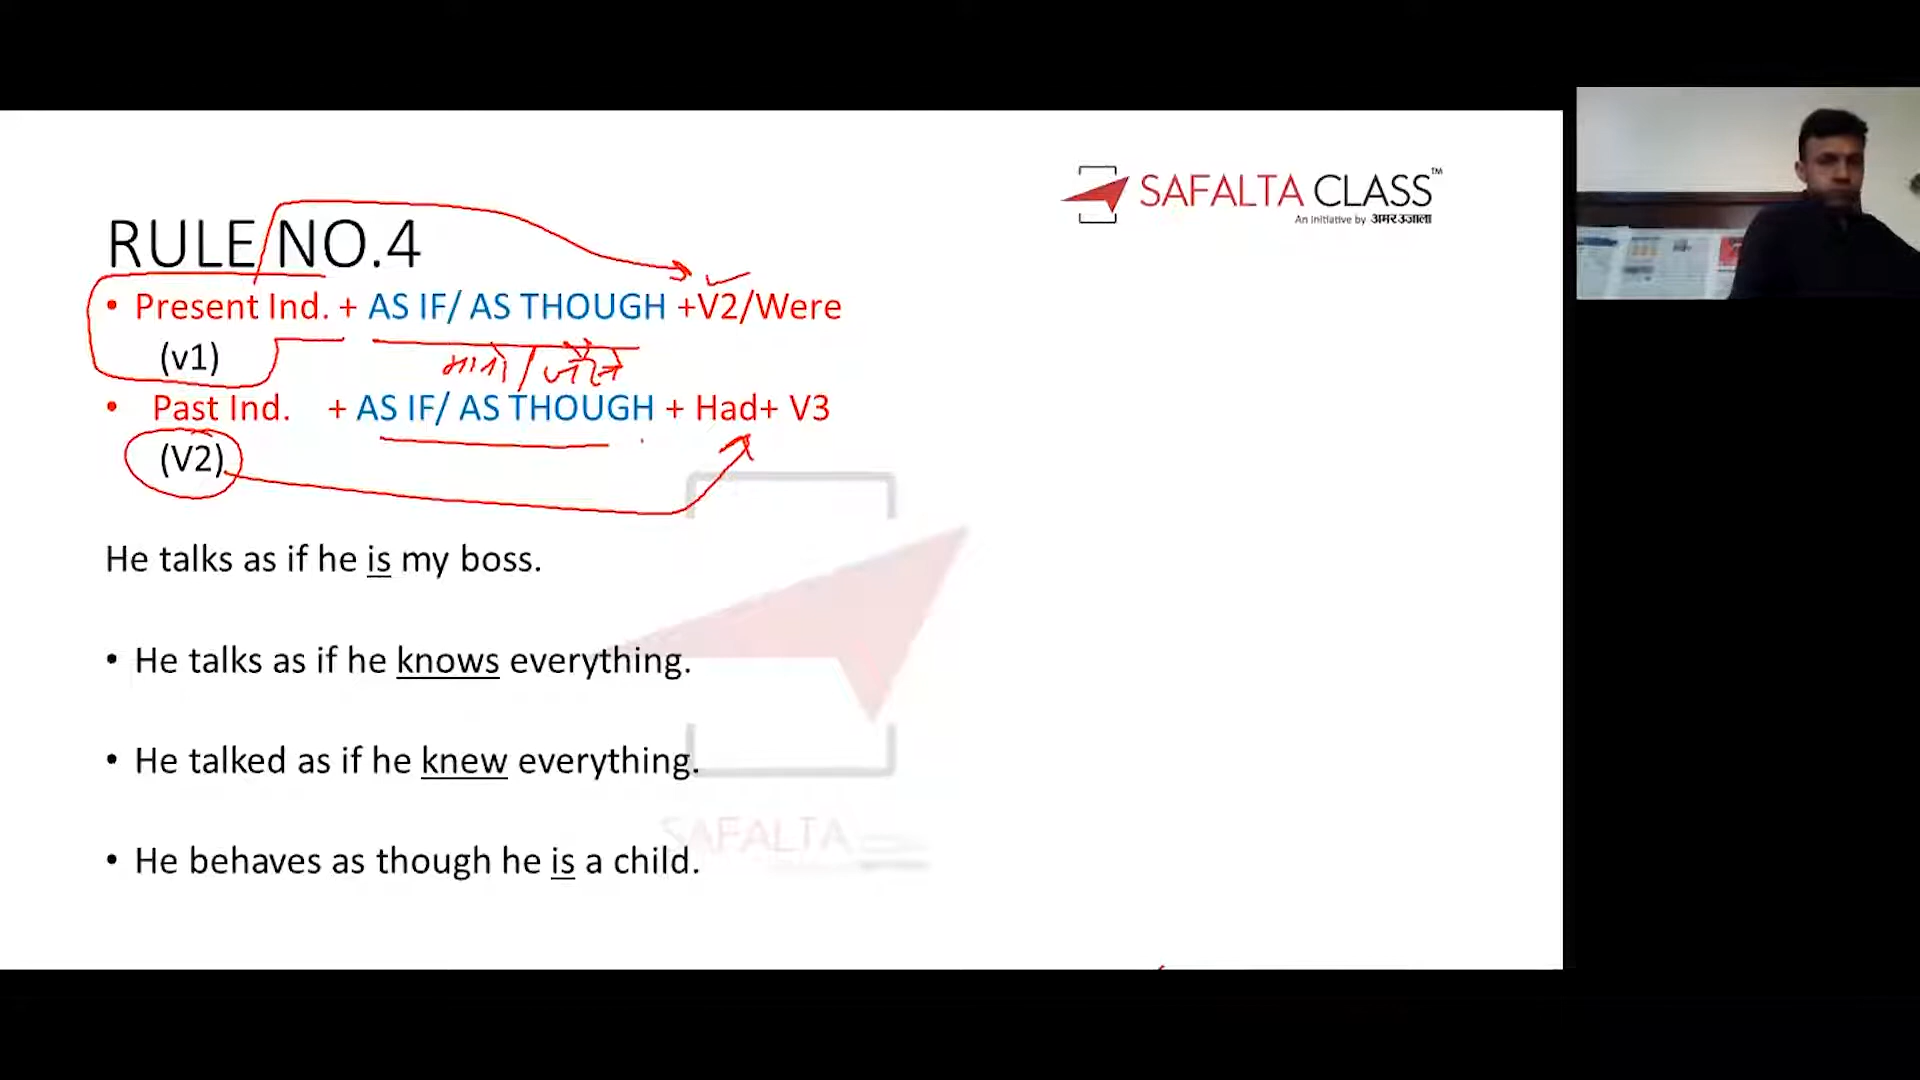 SAFALTA CLASS™
An initiative by अमर उजाला
RULE NO.4
• Present Ind. + AS IF/ AS THOUGH +V2/Were
(v1)
मानो / जैसे
• Past Ind. + AS IF/ AS THOUGH + Had+ V3
(V2)
He talks as if he is my boss.
• He talks as if he knows everything.
• He talked as if he knew everything.
SAFALTA
• He behaves as though he is a child.